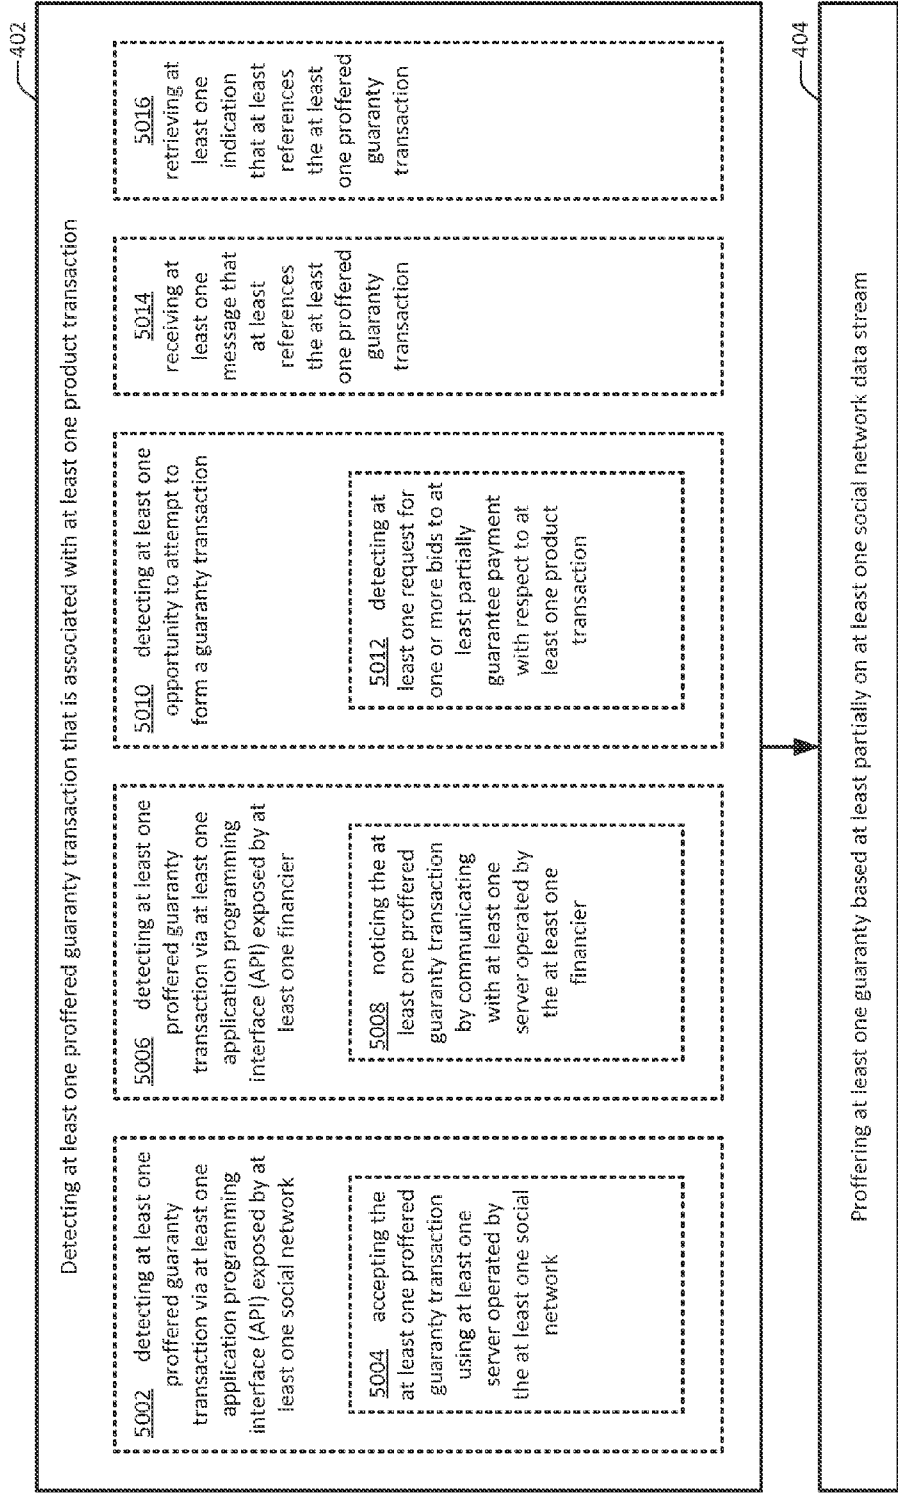 402
Detecting at least one proffered guaranty transaction that is associated with at least one product transaction
5002 detecting at least one
proffered guaranty
transaction via at least one
application programming
interface (API) exposed by at
least one social network
5004 accepting the
at least one proffered
guaranty transaction
using at least one
server operated by
the at least one social
network
5006 detecting at least one
proffered guaranty
transaction via at least one
application programming
interface (API) exposed by at
least one financier
5008 noticing the at
least one proffered
guaranty transaction
by communicating
with at least one
server operated by
the at least one
financier
5010 detecting at least one
opportunity to attempt to
form a guaranty transaction
5012 detecting at
least one request for
one or more bids to at
least partially
guarantee payment
with respect to at
least one product
transaction
5014
receiving at
least one
message that
at least
references
the at least
one proffered
guaranty
transaction
5016
retrieving at
least one
indication
that at least
references
the at least
one proffered
guaranty
transaction
404
Proffering at least one guaranty based at least partially on at least one social network data stream